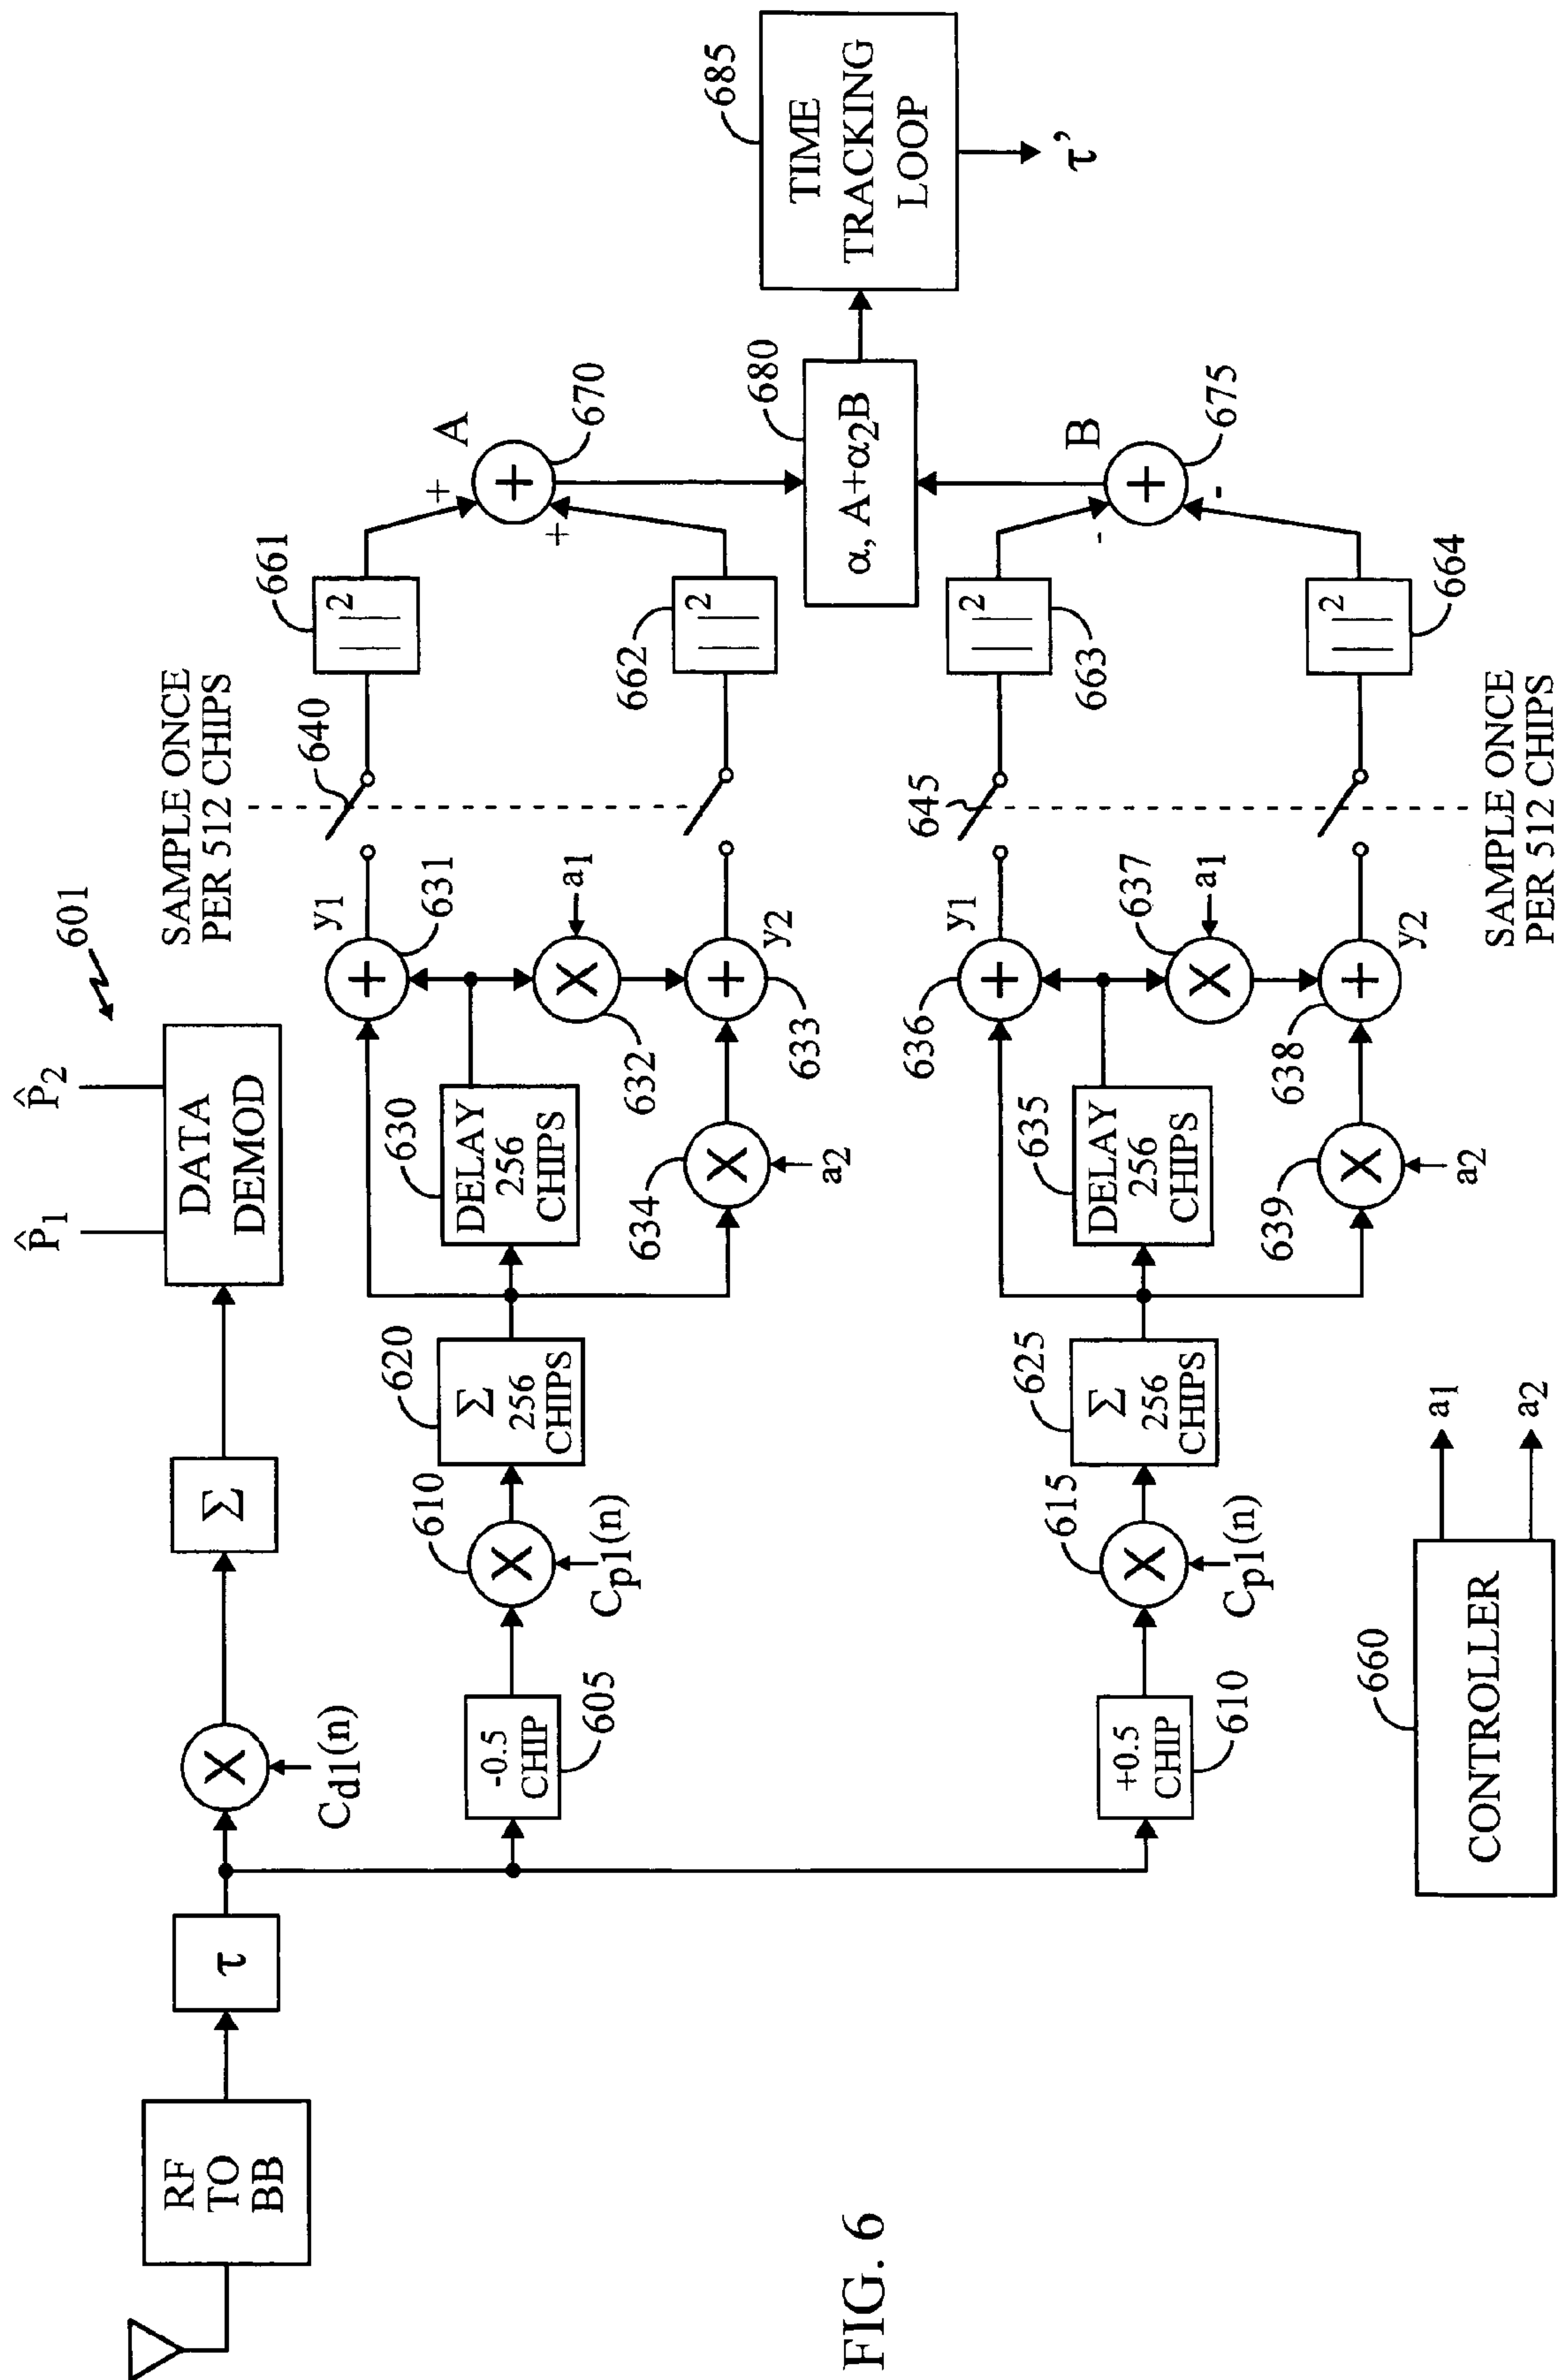 601
RF
TO
BB
τ
X
Cd1(n)
Σ
DATA
DEMOD
P̂1
P̂2
-0.5
CHIP
605
X
610
Cp1(n)
Σ
256
CHIPS
620
DELAY
256
CHIPS
630
+
631
y1
X
632
a1
+
633
y2
X
634
a2
SAMPLE ONCE
PER 512 CHIPS
640
| |2
661
| |2
662
+
+
+
A
670
+0.5
CHIP
610
X
615
Cp1(n)
Σ
256
CHIPS
625
DELAY
256
CHIPS
635
+
636
y1
X
637
a1
+
638
y2
X
639
a2
645
SAMPLE ONCE
PER 512 CHIPS
| |2
663
| |2
664
-
-
+
B
675
α, A+α2B
680
TIME
TRACKING
LOOP
685
τ'
CONTROLLER
660
a1
a2
FIG. 6